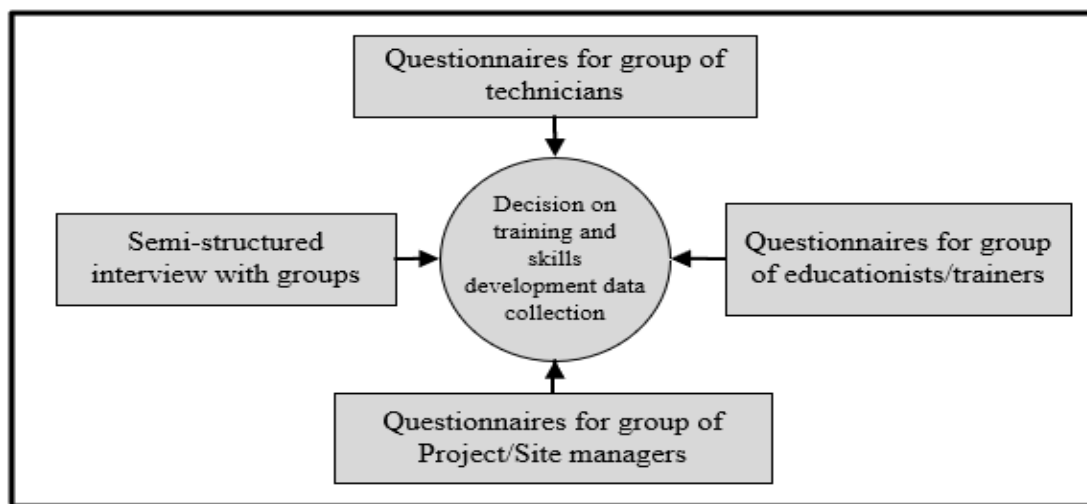 Questionnaires for group of
technicians
Semi-structured
interview with groups
Decision on
training and
skills
development data
collection
Questionnaires for group
of educationists/trainers
Questionnaires for group of
Project/Site managers